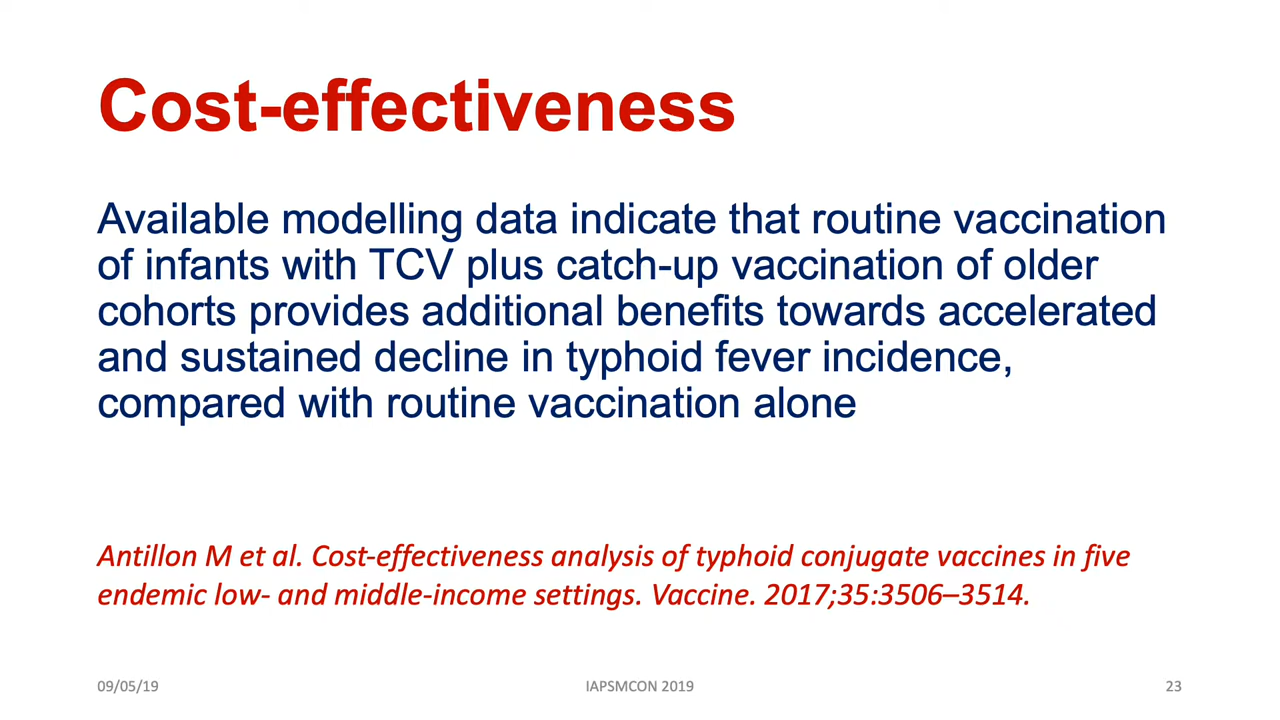 Cost-effectiveness
Available modelling data indicate that routine vaccination
of infants with TCV plus catch-up vaccination of older
cohorts provides additional benefits towards accelerated
and sustained decline in typhoid fever incidence,
compared with routine vaccination alone
Antillon M et al. Cost-effectiveness analysis of typhoid conjugate vaccines in five
endemic low- and middle-income settings. Vaccine. 2017;35:3506–3514.
09/05/19 IAPSMCON 2019 23